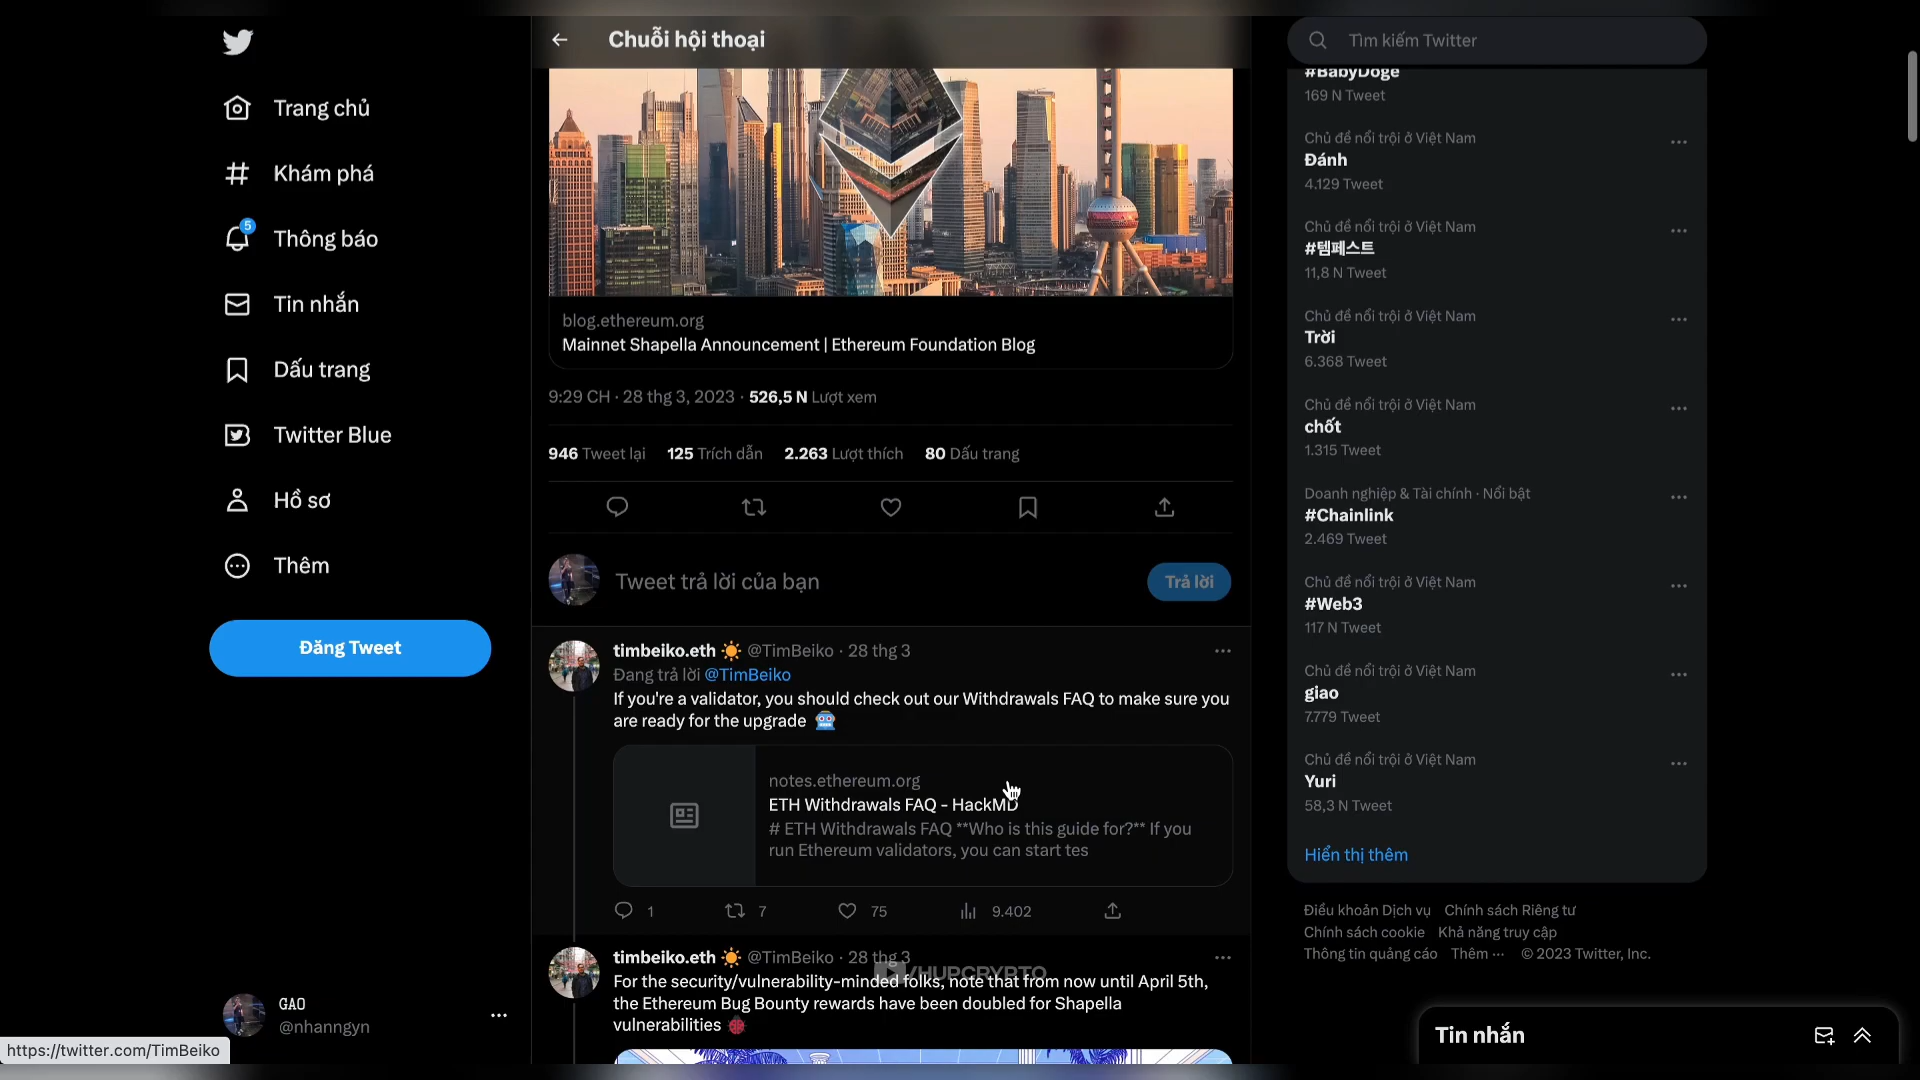 Trang chủ
Khám phá
5
Thông báo
Tin nhắn
Dấu trang
Twitter Blue
Hồ sơ
Thêm
Đăng Tweet
GAO
@nhanngyn
https://twitter.com/TimBeiko
Chuỗi hội thoại
blog.ethereum.org
Mainnet Shapella Announcement | Ethereum Foundation Blog
9:29 CH · 28 thg 3, 2023 · 526,5 N Lượt xem
946 Tweet lại 125 Trích dẫn 2.263 Lượt thích 80 Dấu trang
Tweet trả lời của bạn
Trả lời
timbeiko.eth @TimBeiko · 28 thg 3
Đang trả lời @TimBeiko
If you're a validator, you should check out our Withdrawals FAQ to make sure you
are ready for the upgrade
notes.ethereum.org
ETH Withdrawals FAQ - HackMD
# ETH Withdrawals FAQ **Who is this guide for?** If you
run Ethereum validators, you can start tes
1 7 75 9.402
timbeiko.eth @TimBeiko · 28 thg 3
/HUPCRYPTO
For the security/vulnerability-minded folks, note that from now until April 5th,
the Ethereum Bug Bounty rewards have been doubled for Shapella
vulnerabilities
Tìm kiếm Twitter
#BabyDoge
169 N Tweet
Chủ đề nổi trội ở Việt Nam
Đánh
4.129 Tweet
Chủ đề nổi trội ở Việt Nam
#템페스트
11,8 N Tweet
Chủ đề nổi trội ở Việt Nam
Trời
6.368 Tweet
Chủ đề nổi trội ở Việt Nam
chốt
1.315 Tweet
Doanh nghiệp & Tài chính · Nổi bật
#Chainlink
2.469 Tweet
Chủ đề nổi trội ở Việt Nam
#Web3
117 N Tweet
Chủ đề nổi trội ở Việt Nam
giao
7.779 Tweet
Chủ đề nổi trội ở Việt Nam
Yuri
58,3 N Tweet
Hiển thị thêm
Điều khoản Dịch vụ Chính sách Riêng tư
Chính sách cookie Khả năng truy cập
Thông tin quảng cáo Thêm ··· © 2023 Twitter, Inc.
Tin nhắn